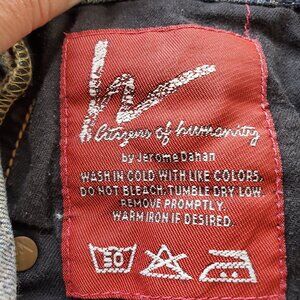 Citizens of humanity
by Jerome Dahan
WASH IN COLD WITH LIKE COLORS.
DO NOT BLEACH. TUMBLE DRY LOW.
REMOVE PROMPTLY.
WARM IRON IF DESIRED.
50